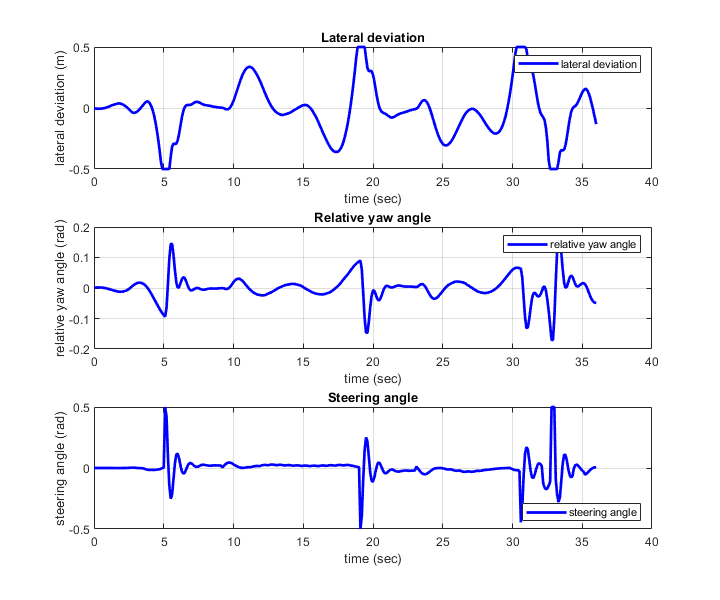 Lateral deviation
lateral deviation (m)
0.5
0
-0.5
lateral deviation
0 5 10 15 20 25 30 35 40
time (sec)
Relative yaw angle
relative yaw angle (rad)
0.2
0.1
0
-0.1
-0.2
relative yaw angle
0 5 10 15 20 25 30 35 40
time (sec)
Steering angle
steering angle (rad)
0.5
0
-0.5
steering angle
0 5 10 15 20 25 30 35 40
time (sec)